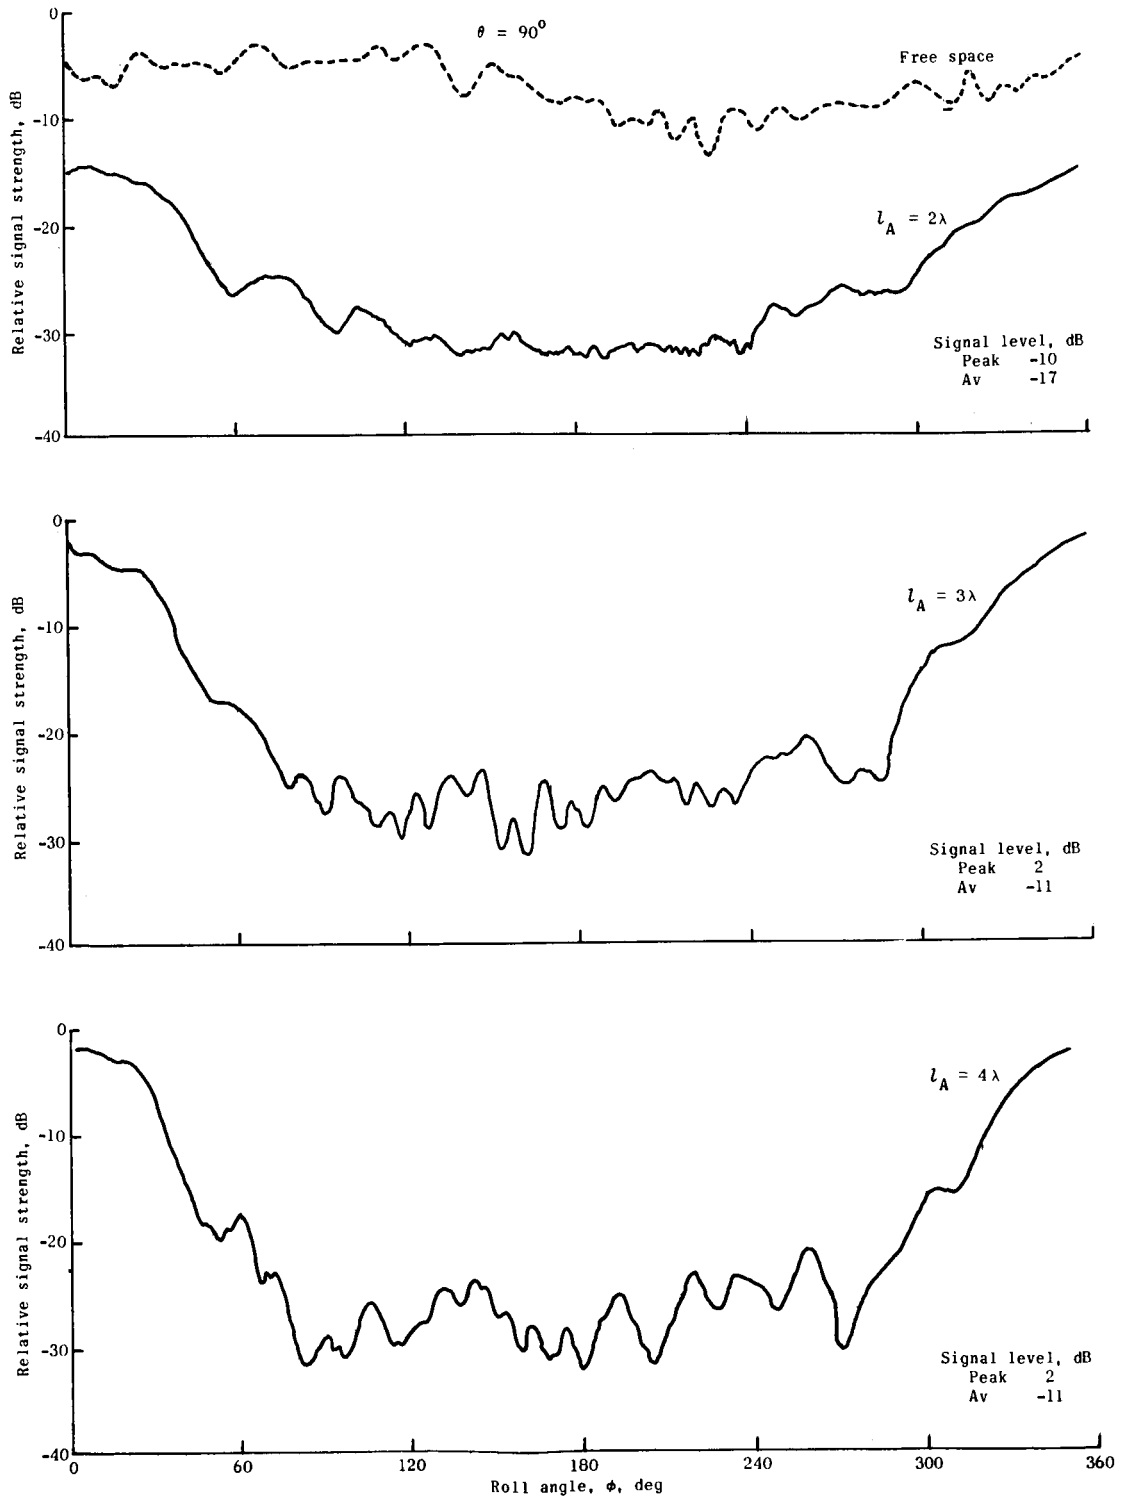 0
-10
-20
-30
-40
Relative signal strength, dB
θ = 90°
Free space
l_A = 2λ
Signal level, dB
Peak -10
Av -17
0
-10
-20
-30
-40
Relative signal strength, dB
l_A = 3λ
Signal level, dB
Peak 2
Av -11
0
-10
-20
-30
-40
Relative signal strength, dB
l_A = 4λ
Signal level, dB
Peak 2
Av -11
0 60 120 180 240 300 360
Roll angle, φ, deg